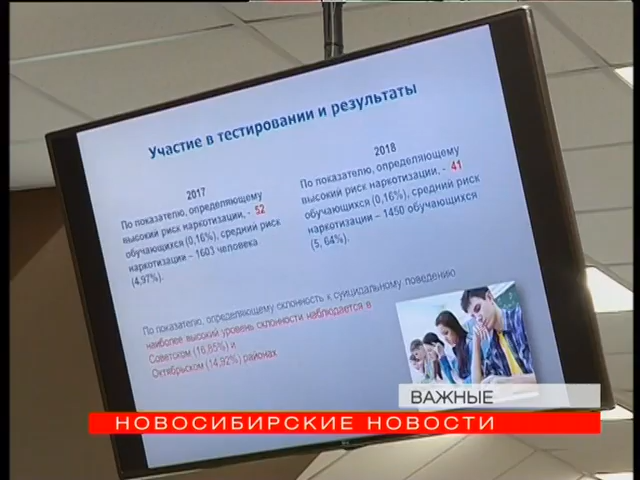 Участие в тестировании и результаты
2017
По показателю, определяющему
высокий риск наркотизации, - 52
обучающихся (0,16%), средний риск
наркотизации – 1603 человека
(4,97%).
2018
По показателю, определяющему
высокий риск наркотизации, - 41
обучающихся (0,16%), средний риск
наркотизации – 1450 обучающихся
(5, 64%).
По показателю, определяющему склонность к суицидальному поведению
наиболее высокий уровень склонности наблюдается в
Советском (16,85%) и
Октябрьском (14,92%) районах
ВАЖНЫЕ
НОВОСИБИРСКИЕ НОВОСТИ